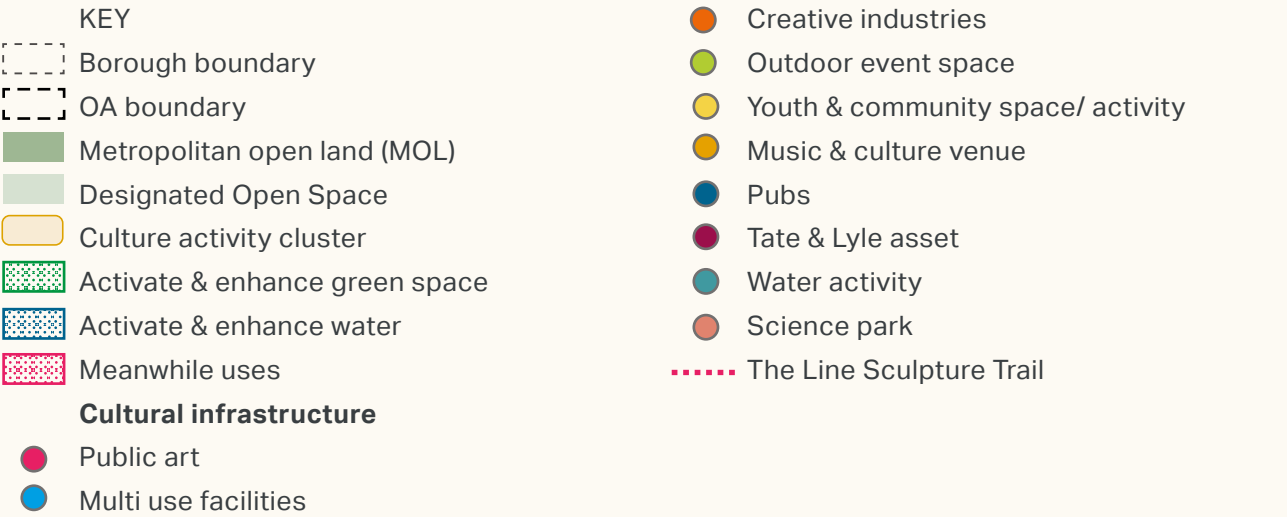 KEY
Borough boundary
OA boundary
Metropolitan open land (MOL)
Designated Open Space
Culture activity cluster
Activate & enhance green space
Activate & enhance water
Meanwhile uses
Cultural infrastructure
Public art
Multi use facilities
Creative industries
Outdoor event space
Youth & community space/ activity
Music & culture venue
Pubs
Tate & Lyle asset
Water activity
Science park
The Line Sculpture Trail